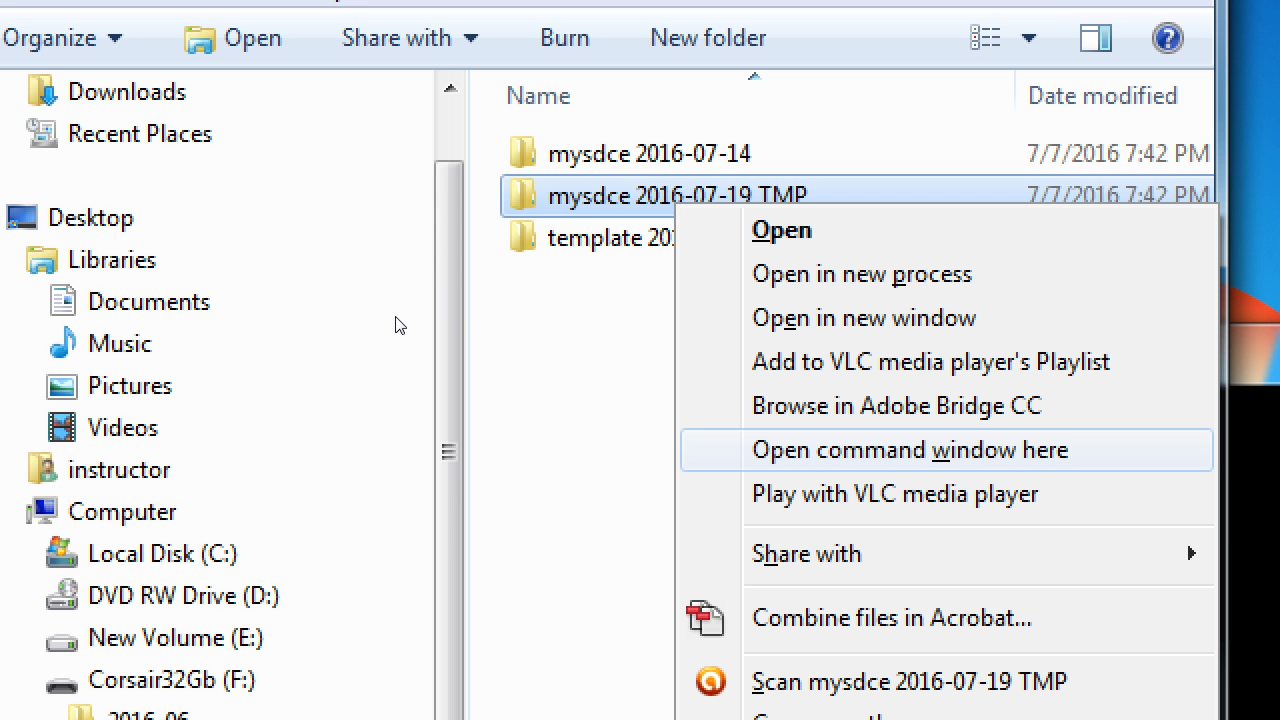 Organize Open Share with Burn New folder
Downloads
Recent Places
Desktop
Libraries
Documents
Music
Pictures
Videos
instructor
Computer
Local Disk (C:)
DVD RW Drive (D:)
New Volume (E:)
Corsair32Gb (F:)
2016-06
Name Date modified
mysdce 2016-07-14 7/7/2016 7:42 PM
mysdce 2016-07-19 TMP 7/7/2016 7:42 PM
template 201
Open
Open in new process
Open in new window
Add to VLC media player's Playlist
Browse in Adobe Bridge CC
Open command window here
Play with VLC media player
Share with
Combine files in Acrobat...
Scan mysdce 2016-07-19 TMP